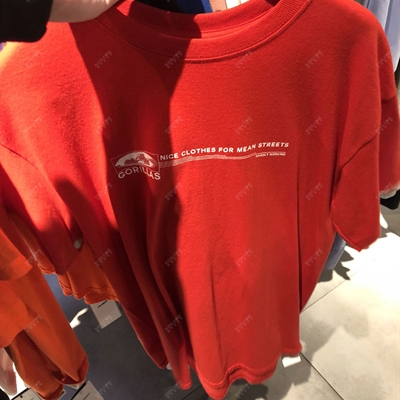 NICE CLOTHES FOR MEAN STREETS
GORILLAS